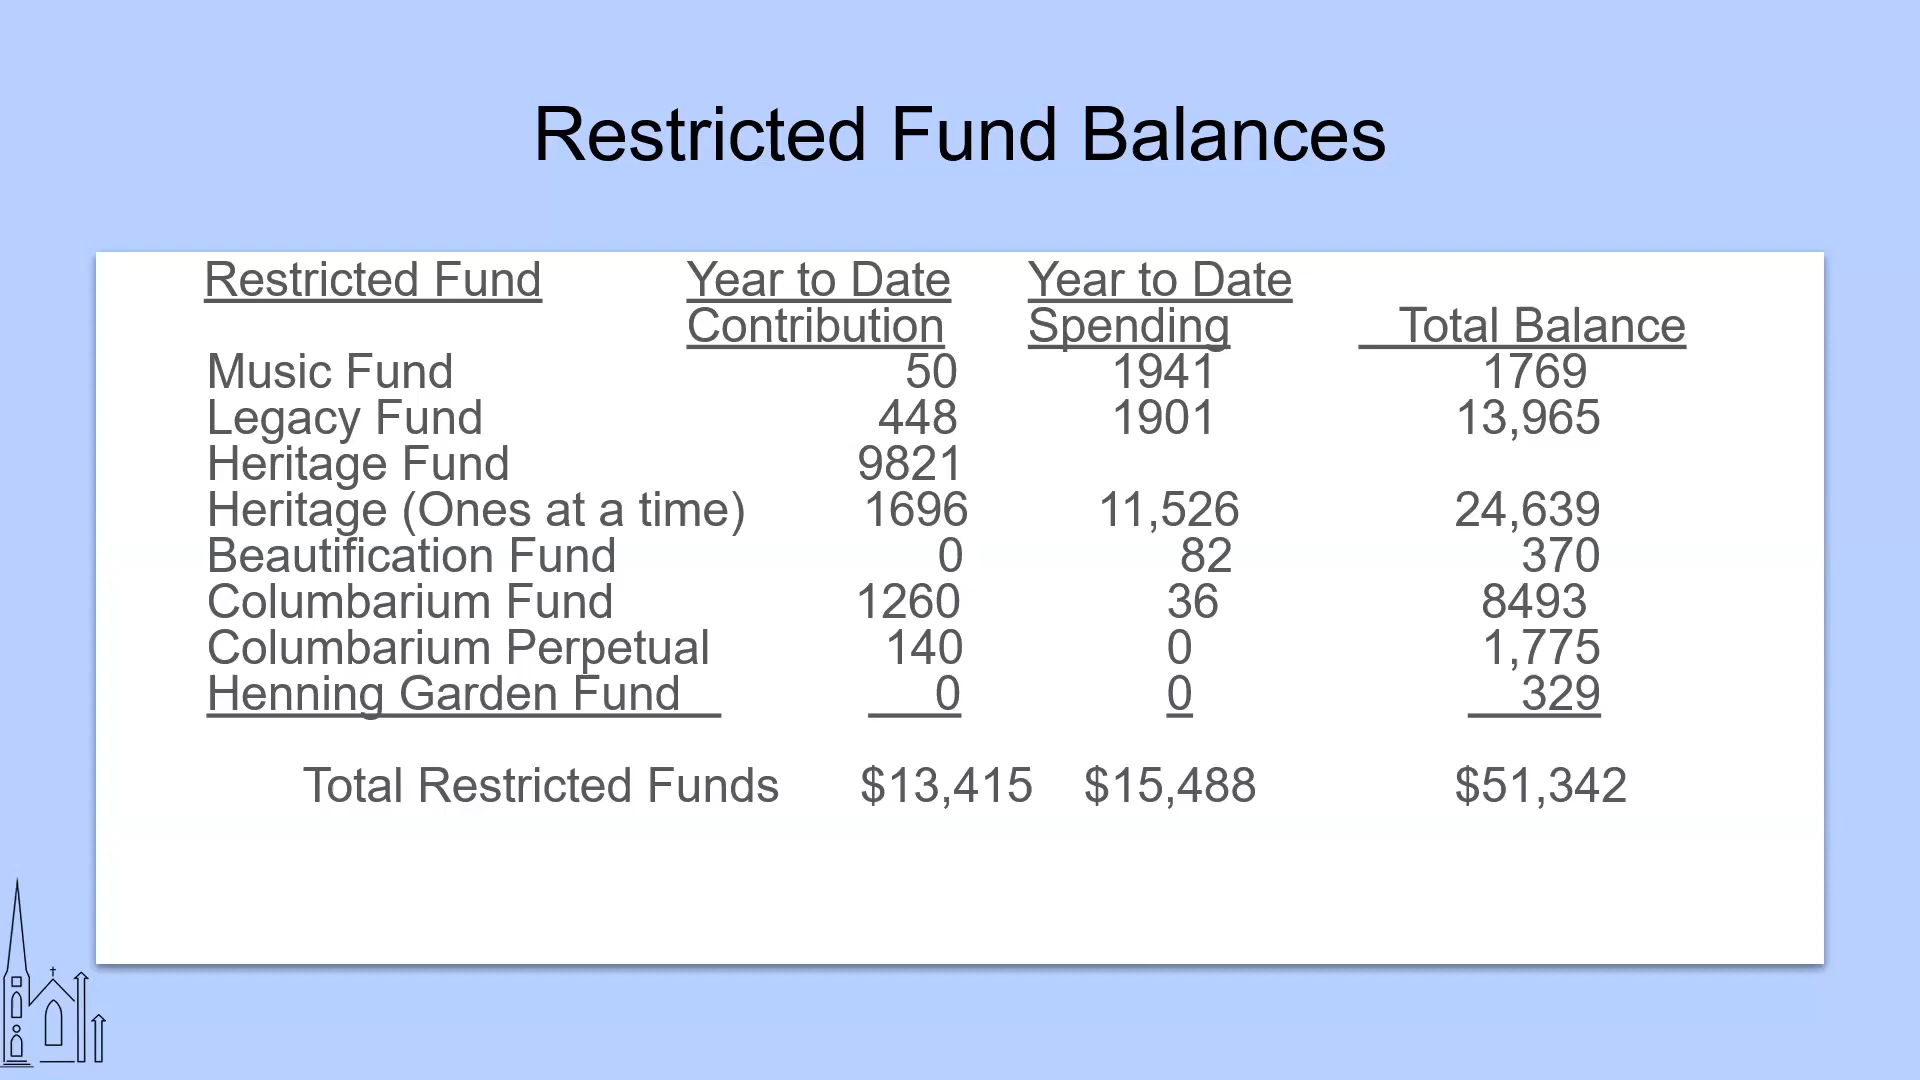 Restricted Fund Balances
Restricted Fund Year to Date Year to Date
Contribution Spending Total Balance
Music Fund 50 1941 1769
Legacy Fund 448 1901 13,965
Heritage Fund 9821
Heritage (Ones at a time) 1696 11,526 24,639
Beautification Fund 0 82 370
Columbarium Fund 1260 36 8493
Columbarium Perpetual 140 0 1,775
Henning Garden Fund 0 0 329
Total Restricted Funds $13,415 $15,488 $51,342